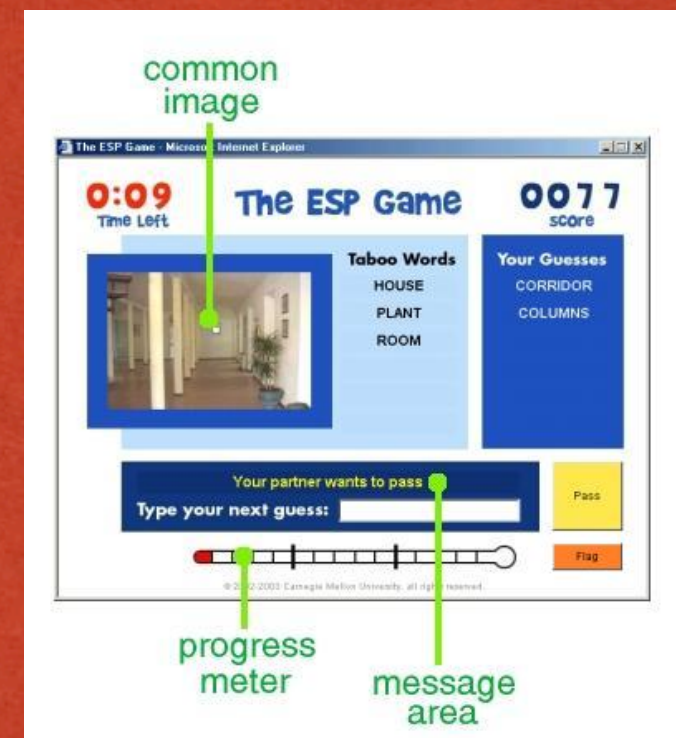 common
image
The ESP Game - Microsoft Internet Explorer
0:09
Time Left
The ESP Game
0077
score
Taboo Words
HOUSE
PLANT
ROOM
Your Guesses
CORRIDOR
COLUMNS
Your partner wants to pass
Type your next guess:
Pass
Flag
© 2002-2003 Carnegie Mellon University, all rights reserved.
progress
meter
message
area